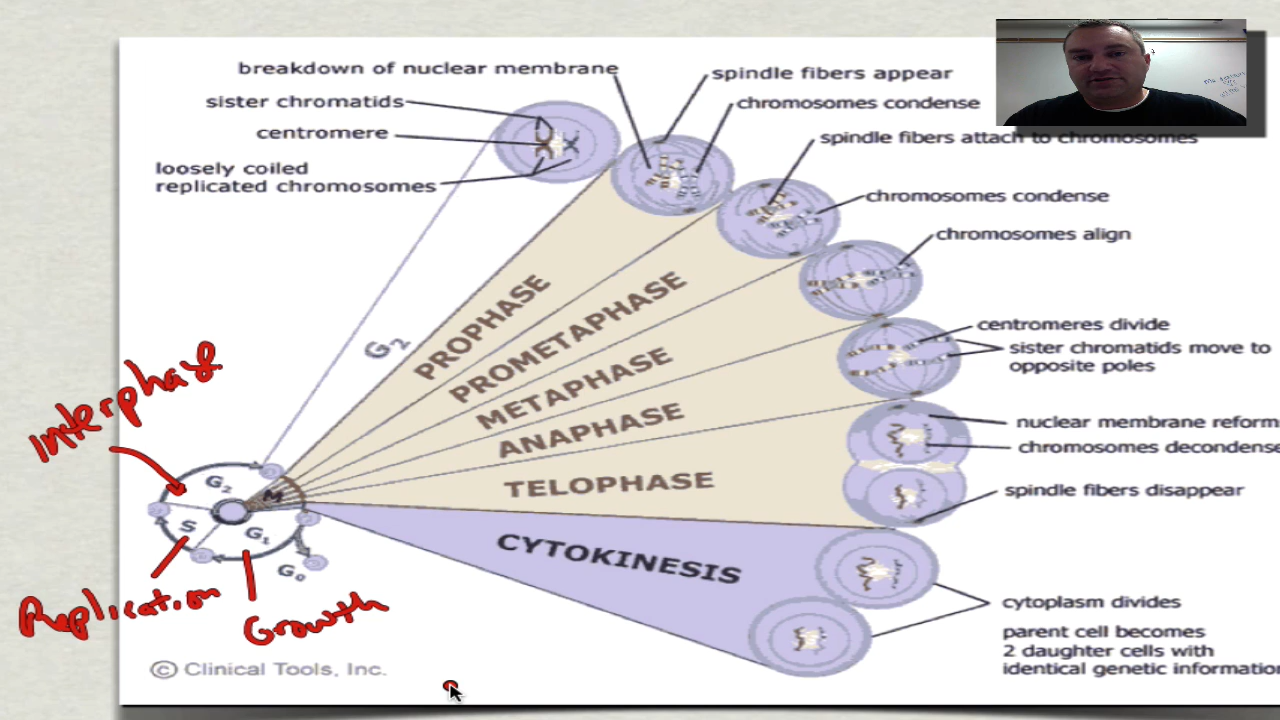 breakdown of nuclear membrane
spindle fibers appear
sister chromatids
chromosomes condense
centromere
spindle fibers attach to chromosomes
loosely coiled
replicated chromosomes
chromosomes condense
chromosomes align
centromeres divide
sister chromatids move to
opposite poles
nuclear membrane reform
chromosomes decondense
spindle fibers disappear
cytoplasm divides
parent cell becomes
2 daughter cells with
identical genetic information
G2
PROPHASE
PROMETAPHASE
METAPHASE
ANAPHASE
TELOPHASE
CYTOKINESIS
Interphase
G2
M
S
G1
G0
Replication
Growth
© Clinical Tools, Inc.